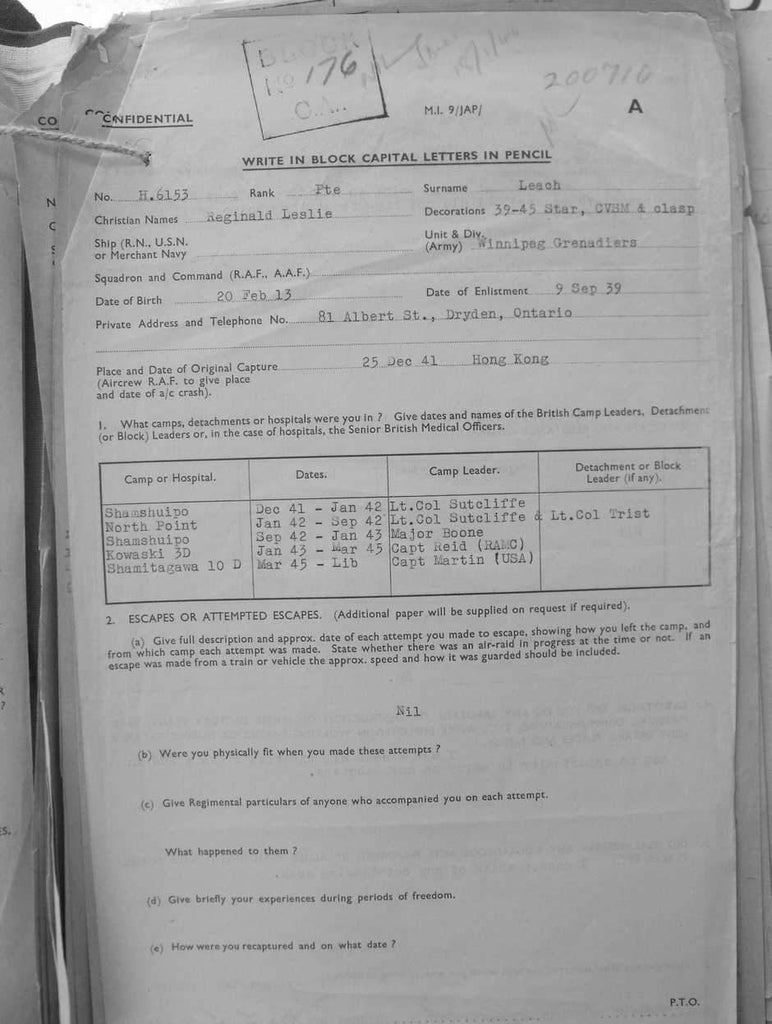 BLOCK
No 176
200710
CONFIDENTIAL
M.I. 9/JAP/
A
WRITE IN BLOCK CAPITAL LETTERS IN PENCIL
No. H.6153 Rank Pte Surname Leach
Christian Names Reginald Leslie Decorations 39-45 Star, CVSM & clasp
Ship (R.N., U.S.N. or Merchant Navy
Unit & Div. (Army) Winnipeg Grenadiers
Squadron and Command (R.A.F., A.A.F.)
Date of Birth 20 Feb 13 Date of Enlistment 9 Sep 39
Private Address and Telephone No. 81 Albert St., Dryden, Ontario
Place and Date of Original Capture 25 Dec 41 Hong Kong
(Aircrew R.A.F. to give place
and date of a/c crash).
1. What camps, detachments or hospitals were you in ? Give dates and names of the British Camp Leaders, Detachment
(or Block) Leaders or, in the case of hospitals, the Senior British Medical Officers.
Camp or Hospital. Dates. Camp Leader. Detachment or Block Leader (if any).
Shamshuipo Dec 41 - Jan 42 Lt.Col Sutcliffe
North Point Jan 42 - Sep 42 Lt.Col Sutcliffe & Lt.Col Trist
Shamshuipo Sep 42 - Jan 43 Major Boone
Kowaski 3D Jan 43 - Mar 45 Capt Reid (RAMC)
Shamitagawa 10 D Mar 45 - Lib Capt Martin (USA)
2. ESCAPES OR ATTEMPTED ESCAPES. (Additional paper will be supplied on request if required).
(a) Give full description and approx. date of each attempt you made to escape, showing how you left the camp, and
from which camp each attempt was made. State whether there was an air-raid in progress at the time or not. If an
escape was made from a train or vehicle the approx. speed and how it was guarded should be included.
Nil
(b) Were you physically fit when you made these attempts ?
(c) Give Regimental particulars of anyone who accompanied you on each attempt.
What happened to them ?
(d) Give briefly your experiences during periods of freedom.
(e) How were you recaptured and on what date ?
P.T.O.